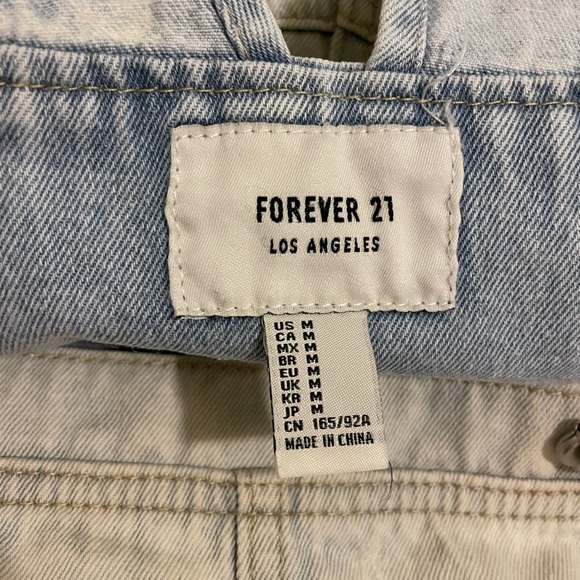 FOREVER 21
LOS ANGELES
US M
CA M
MX M
BR M
EU M
UK M
KR M
JP M
CN 165/92A
MADE IN CHINA